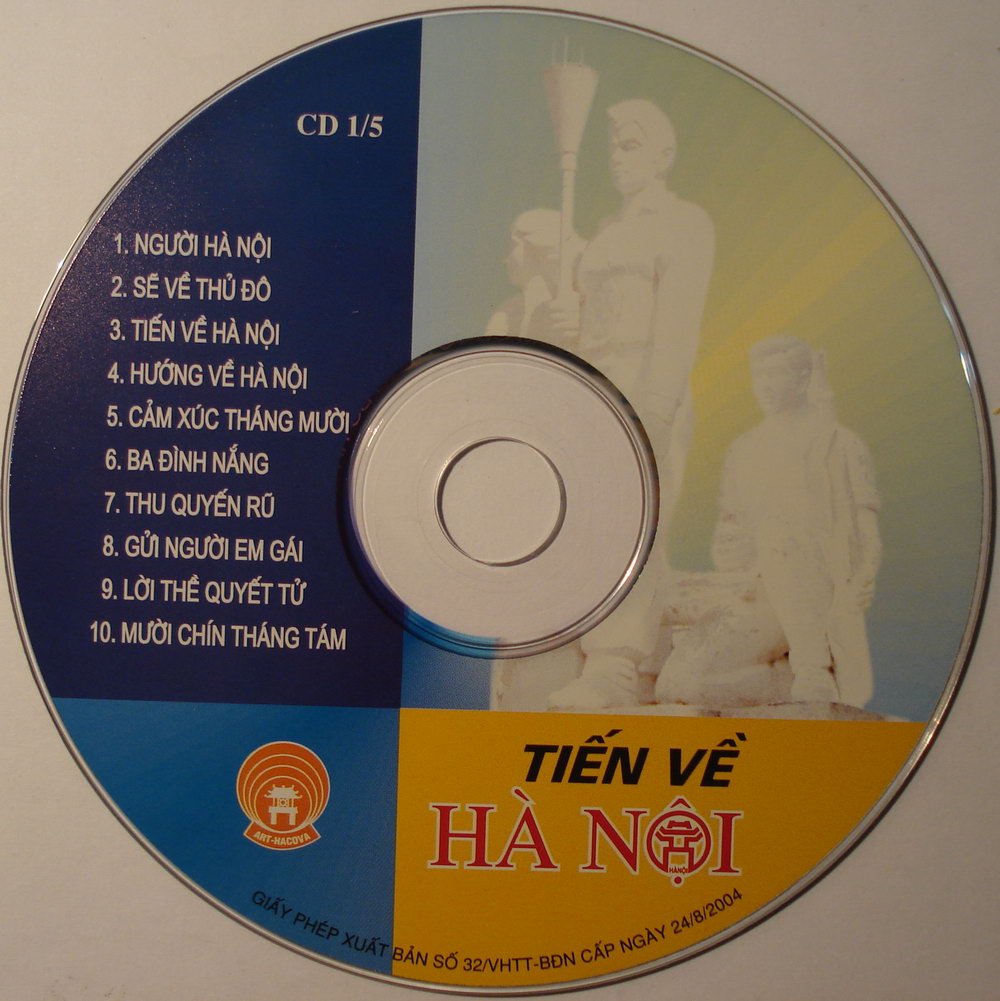 CD 1/5
1. NGƯỜI HÀ NỘI
2. SẼ VỀ THỦ ĐÔ
3. TIẾN VỀ HÀ NỘI
4. HƯỚNG VỀ HÀ NỘI
5. CẢM XÚC THÁNG MƯỜI
6. BA ĐÌNH NẮNG
7. THU QUYẾN RŨ
8. GỬI NGƯỜI EM GÁI
9. LỜI THỀ QUYẾT TỬ
10. MƯỜI CHÍN THÁNG TÁM
TIẾN VỀ
HÀ NỘI
HÀNỘI
ART-HACOVA
GIẤY PHÉP XUẤT BẢN SỐ 32/VHTT-BĐN CẤP NGÀY 24/8/2004